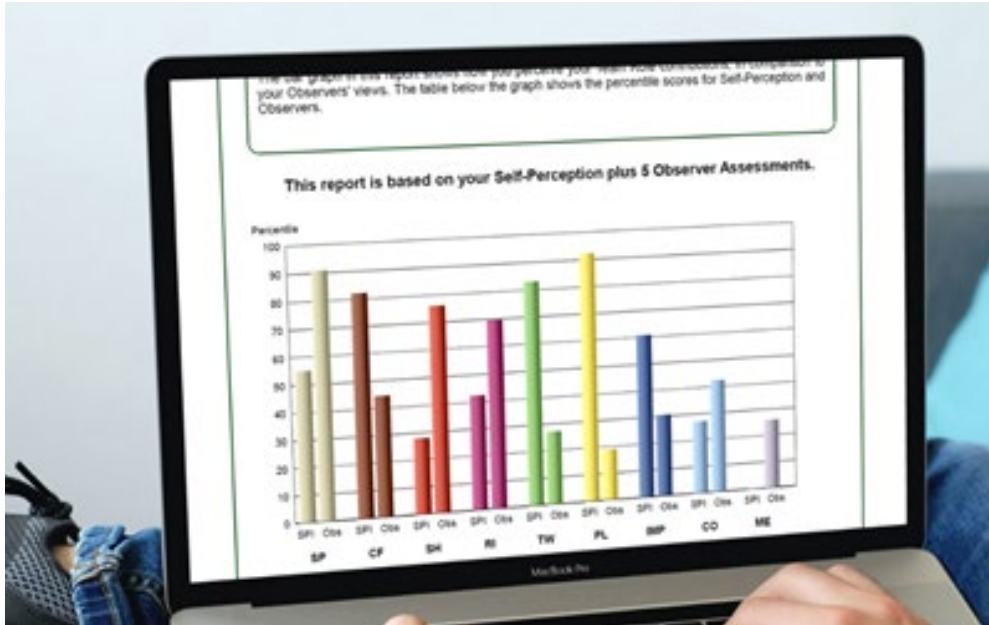 The bar graph in this report shows how you perceive your Team Role contributions, in comparison to
your Observers' views. The table below the graph shows the percentile scores for Self-Perception and
Observers.
This report is based on your Self-Perception plus 5 Observer Assessments.
Percentile
100
90
80
70
60
50
40
30
20
10
0
SPI Obs SPI Obs SPI Obs SPI Obs SPI Obs SPI Obs SPI Obs SPI Obs SPI Obs
SP CF SH RI TW PL IMP CO ME
MacBook Pro